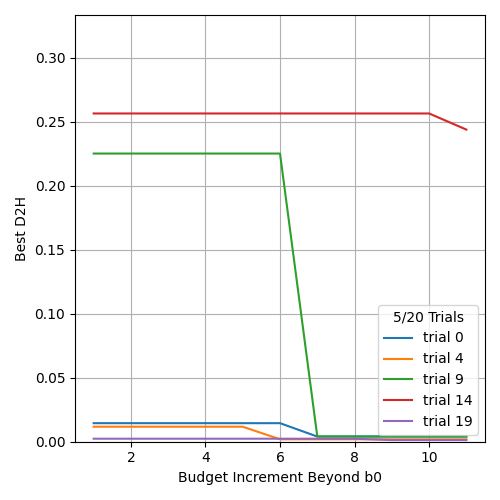 0.30
0.25
0.20
0.15
0.10
0.05
0.00
Best D2H
2 4 6 8 10
Budget Increment Beyond b0
5/20 Trials
trial 0
trial 4
trial 9
trial 14
trial 19